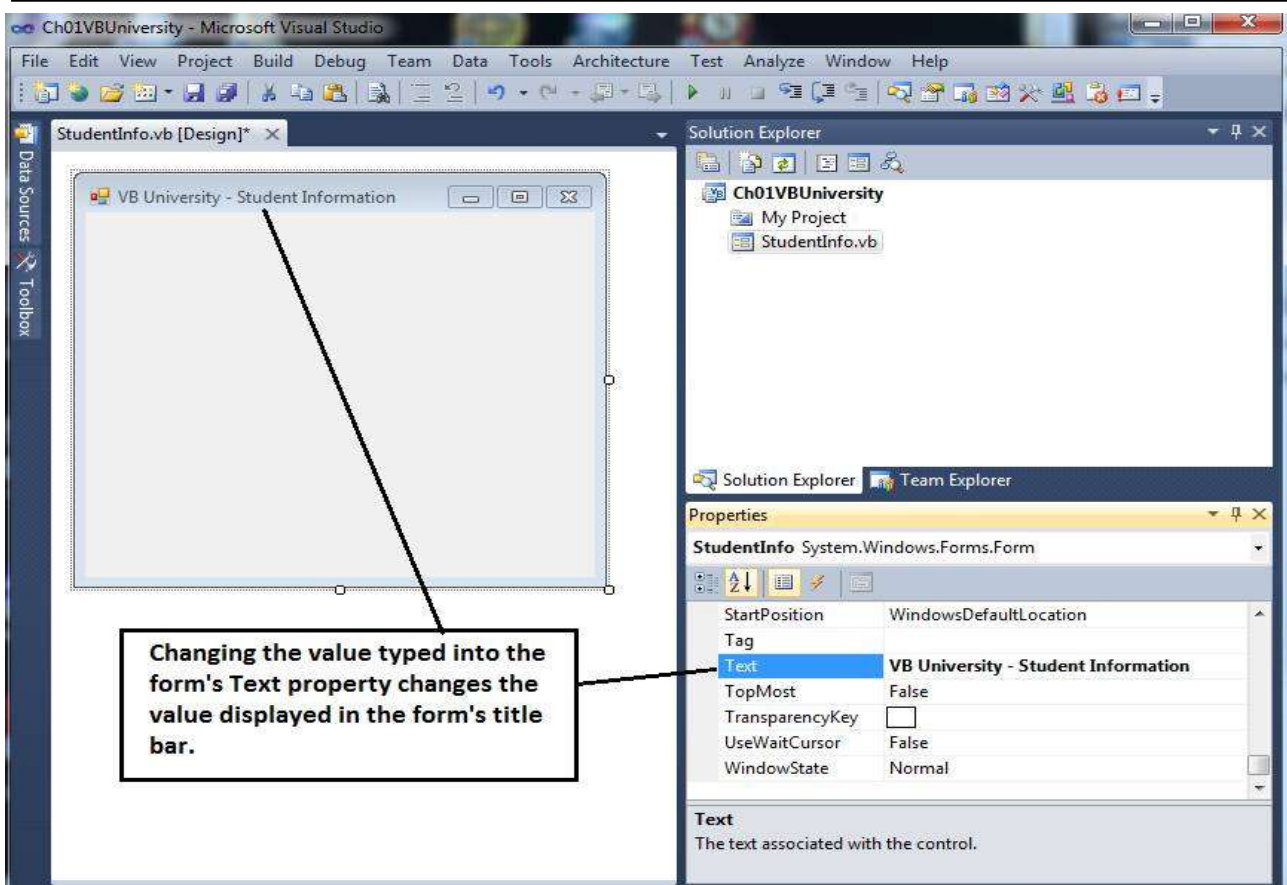 Ch01VBUniversity - Microsoft Visual Studio
File Edit View Project Build Debug Team Data Tools Architecture Test Analyze Window Help
Data Sources
Toolbox
StudentInfo.vb [Design]*
VB University - Student Information
Changing the value typed into the
form's Text property changes the
value displayed in the form's title
bar.
Solution Explorer
Ch01VBUniversity
My Project
StudentInfo.vb
Solution Explorer Team Explorer
Properties
StudentInfo System.Windows.Forms.Form
StartPosition WindowsDefaultLocation
Tag
Text VB University - Student Information
TopMost False
TransparencyKey
UseWaitCursor False
WindowState Normal
Text
The text associated with the control.